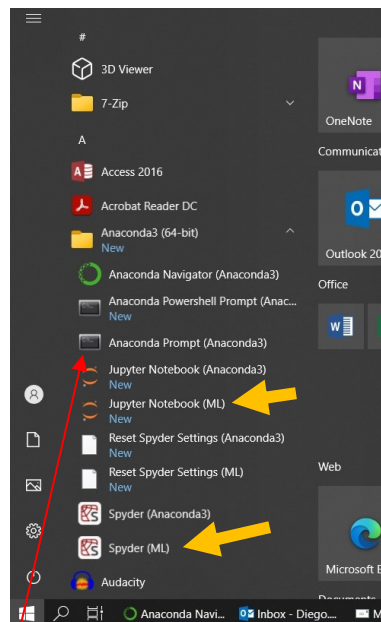 #
3D Viewer
7-Zip
OneNote
A
Communicat
Access 2016
Acrobat Reader DC
Anaconda3 (64-bit)
New
Outlook 20
Anaconda Navigator (Anaconda3)
Office
Anaconda Powershell Prompt (Anac...
New
Anaconda Prompt (Anaconda3)
Jupyter Notebook (Anaconda3)
New
Jupyter Notebook (ML)
New
Reset Spyder Settings (Anaconda3)
New
Web
Reset Spyder Settings (ML)
New
Spyder (Anaconda3)
Spyder (ML)
Microsoft E
Audacity
Documents
Anaconda Navi...
Inbox - Diego....
M